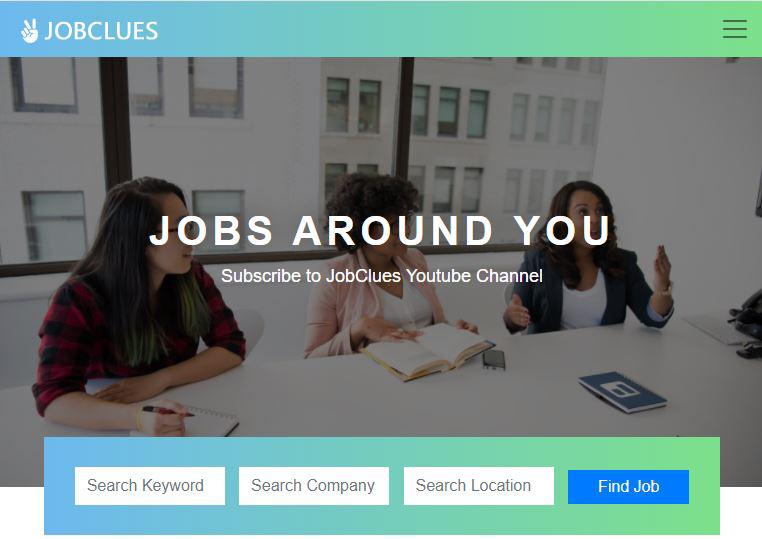 JOBCLUES
JOBS AROUND YOU
Subscribe to JobClues Youtube Channel
Search Keyword
Search Company
Search Location
Find Job